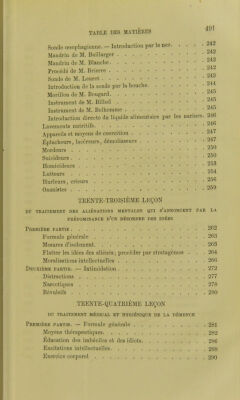 TABLE DES MATIÈRES 491
Sonde œsophagienne. — Introduction par le nez. . . . 242
Mandrin de M. Baillarger . . . 242
Mandrin de M. Blanche. . . . 242
Procédé de M. Brierre . . . 242
Sonde de M. Leuret. . . . 243
Introduction de la sonde par la bouche. . . . 244
Morillon de M. Bougard. . . . 245
Instrument de M. Billod . . . 245
Instrument de M. Belhomme . . . 245
Introduction directe de liquide alimentaire par les narines. 246
Lavements nutritifs. . . . 246
Appareils et moyens de coercition . . . 247
Éplucheurs, lacéreurs, démolisseurs . . . 247
Mordeurs . . . 250
Suicideurs. . . . 250
Homicideurs . . . 253
Lutteurs . . . 254
Hurleurs, crieurs . . . 256
Onanistes . . . 259
TRENTE-TROISIÈME LEÇON
DU TRAITEMENT DES ALIÉNATIONS MENTALES QUI S'ANNONCENT PAR LA
PRÉDOMINANCE D'UN DÉSORDRE DES IDÉES
PREMIÈRE PARTIE. . . . 262
Formule générale . . . 263
Mesures d'isolement. . . . 263
Flatter les idées des aliénés; procéder par stratagèmes . . 264
Moralisations intellectuelles . . . 266
DEUXIÈME PARTIE. — Intimidation . . . 272
Distractions . . . 277
Narcotiques . . . 278
Révulsifs . . . 280
TRENTE-QUATRIÈME LEÇON
DU TRAITEMENT MÉDICAL ET HYGIÉNIQUE DE LA DÉMENCE
PREMIÈRE PARTIE. — Formule générale . . . 281
Moyens thérapeutiques. . . . 282
Éducation des imbéciles et des idiots. . . . 286
Excitations intellectuelles. . . . 288
Exercice corporel . . . 290